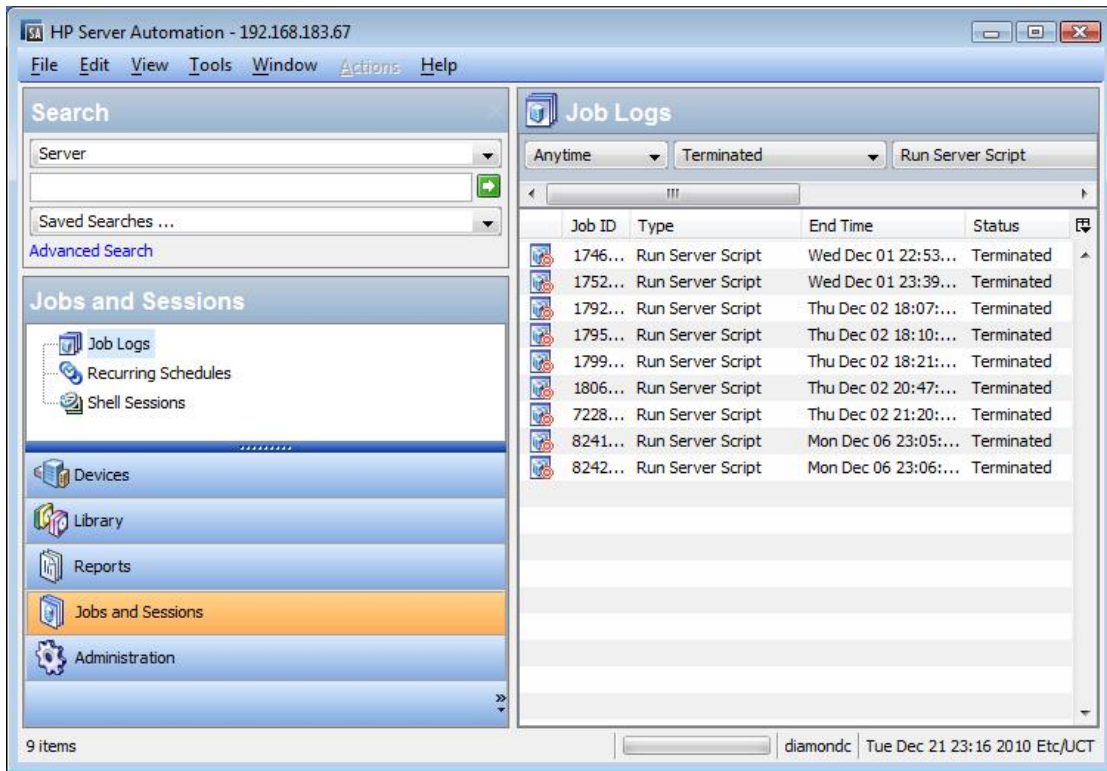 HP Server Automation - 192.168.183.67
File Edit View Tools Window Actions Help
Search
Server
Saved Searches ...
Advanced Search
Jobs and Sessions
Job Logs
Recurring Schedules
Shell Sessions
Devices
Library
Reports
Jobs and Sessions
Administration
Job Logs
Anytime Terminated Run Server Script
Job ID Type End Time Status
1746... Run Server Script Wed Dec 01 22:53... Terminated
1752... Run Server Script Wed Dec 01 23:39... Terminated
1792... Run Server Script Thu Dec 02 18:07:... Terminated
1795... Run Server Script Thu Dec 02 18:10:... Terminated
1799... Run Server Script Thu Dec 02 18:21:... Terminated
1806... Run Server Script Thu Dec 02 20:47:... Terminated
7228... Run Server Script Thu Dec 02 21:20:... Terminated
8241... Run Server Script Mon Dec 06 23:05:... Terminated
8242... Run Server Script Mon Dec 06 23:06:... Terminated
9 items diamondc Tue Dec 21 23:16 2010 Etc/UCT